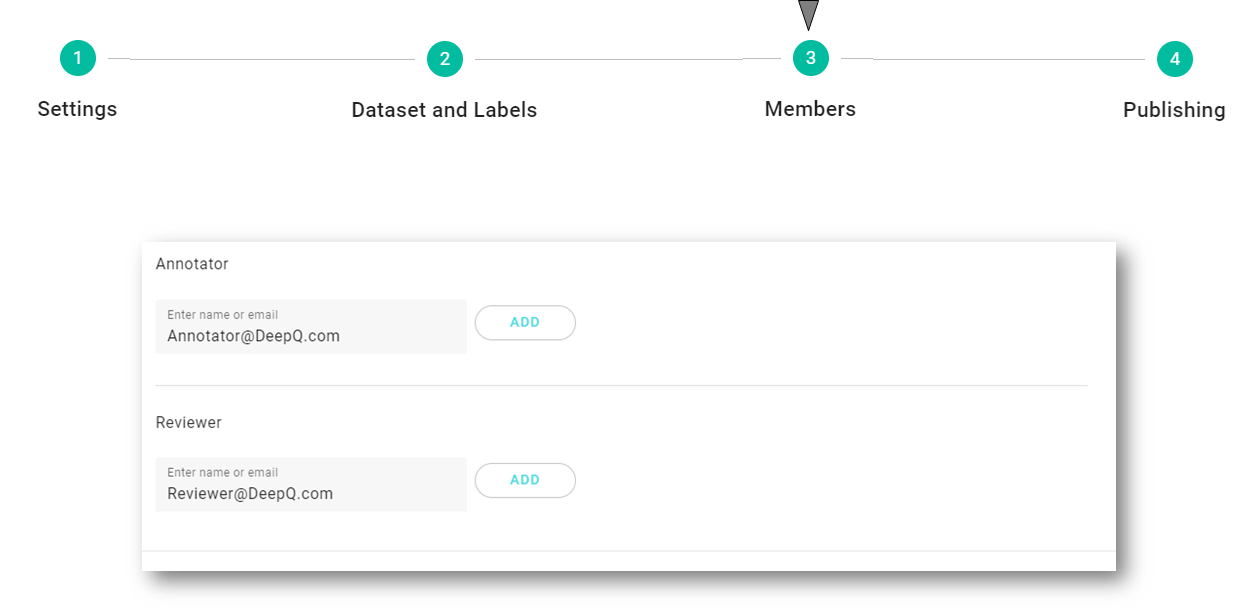 1
2
3
4
Settings
Dataset and Labels
Members
Publishing
Annotator
Enter name or email
Annotator@DeepQ.com
ADD
Reviewer
Enter name or email
Reviewer@DeepQ.com
ADD